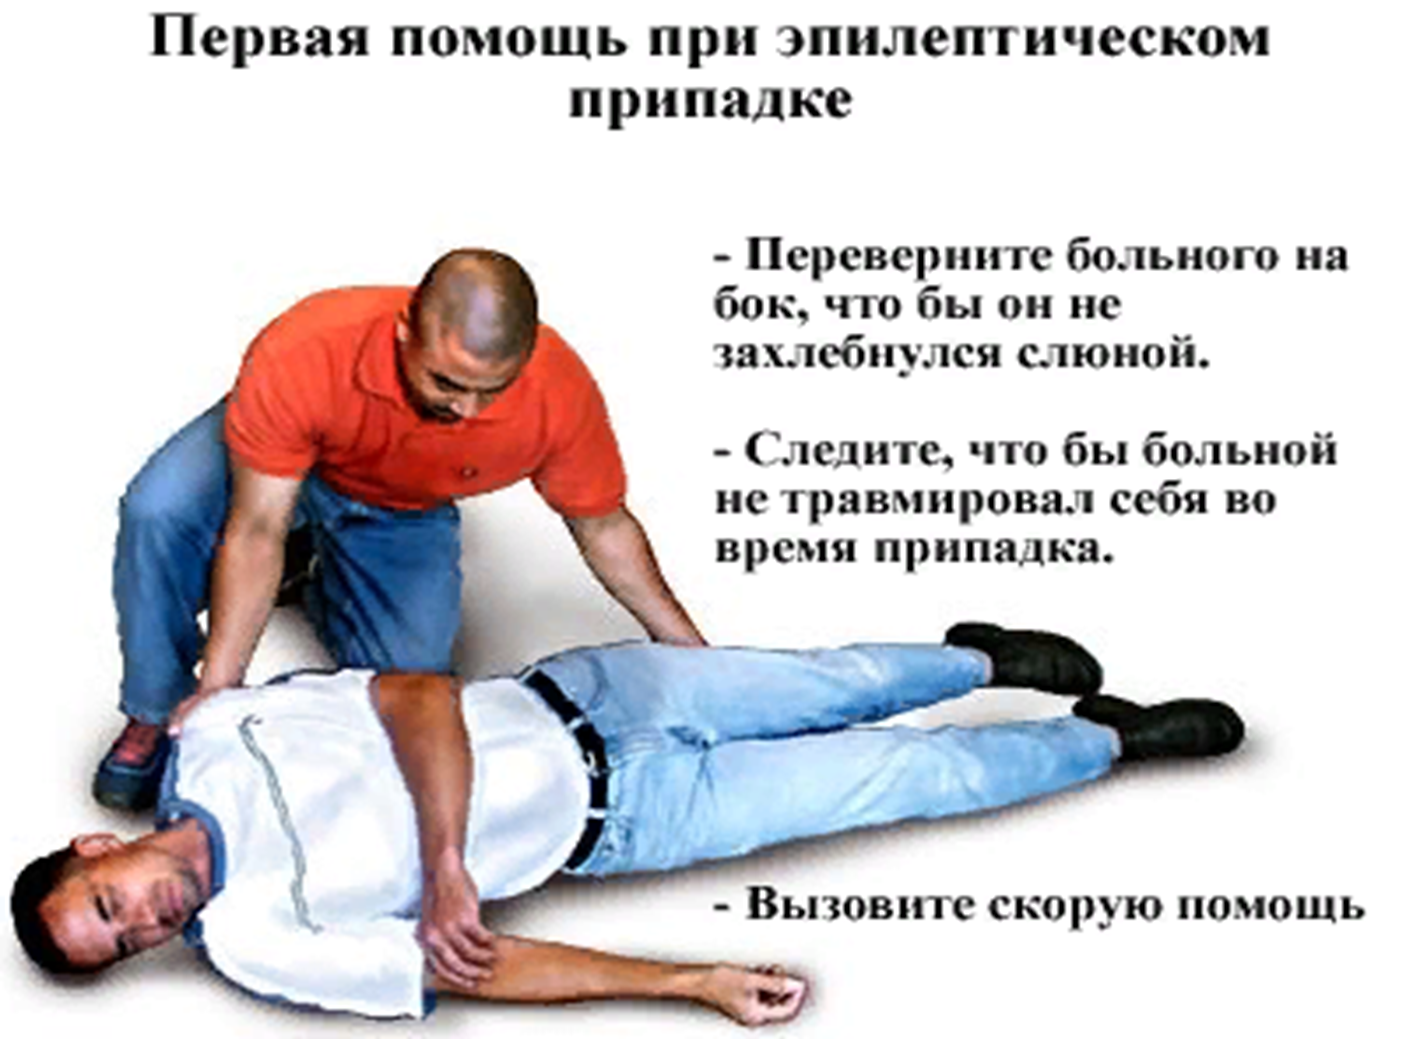 Первая помощь при эпилептическом
припадке
- Переверните больного на
бок, что бы он не
захлебнулся слюной.
- Следите, что бы больной
не травмировал себя во
время припадка.
- Вызовите скорую помощь